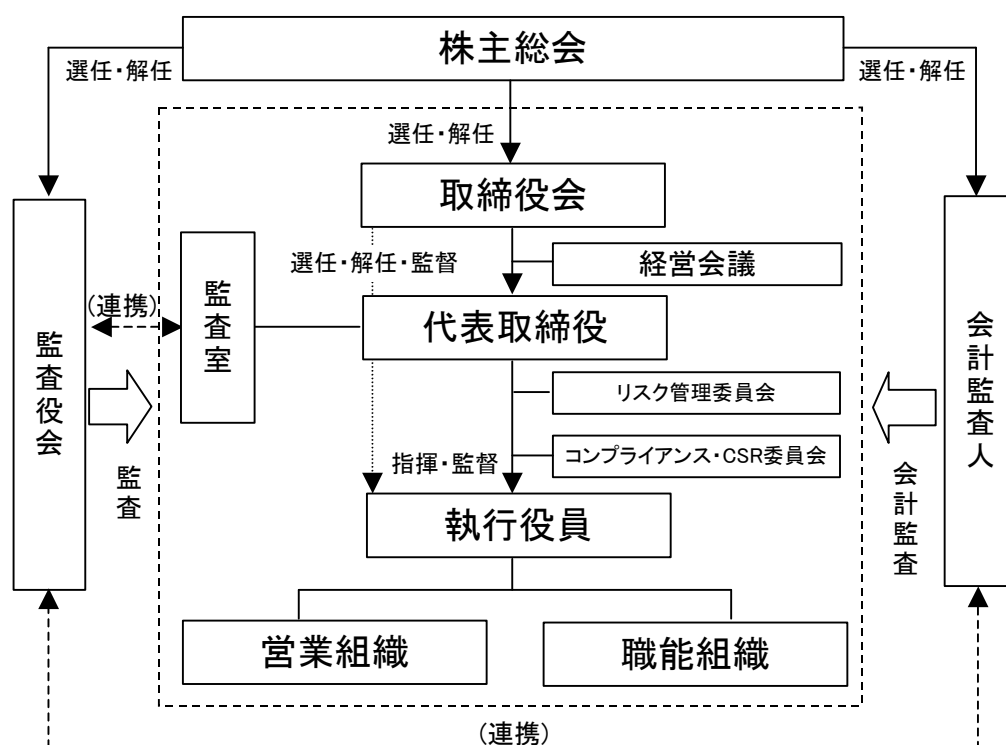 株主総会
選任・解任
選任・解任
選任・解任
取締役会
選任・解任・監督
経営会議
監査室
(連携)
代表取締役
監査役会
会計監査人
リスク管理委員会
監査
コンプライアンス・CSR委員会
会計監査
指揮・監督
執行役員
営業組織
職能組織
(連携)